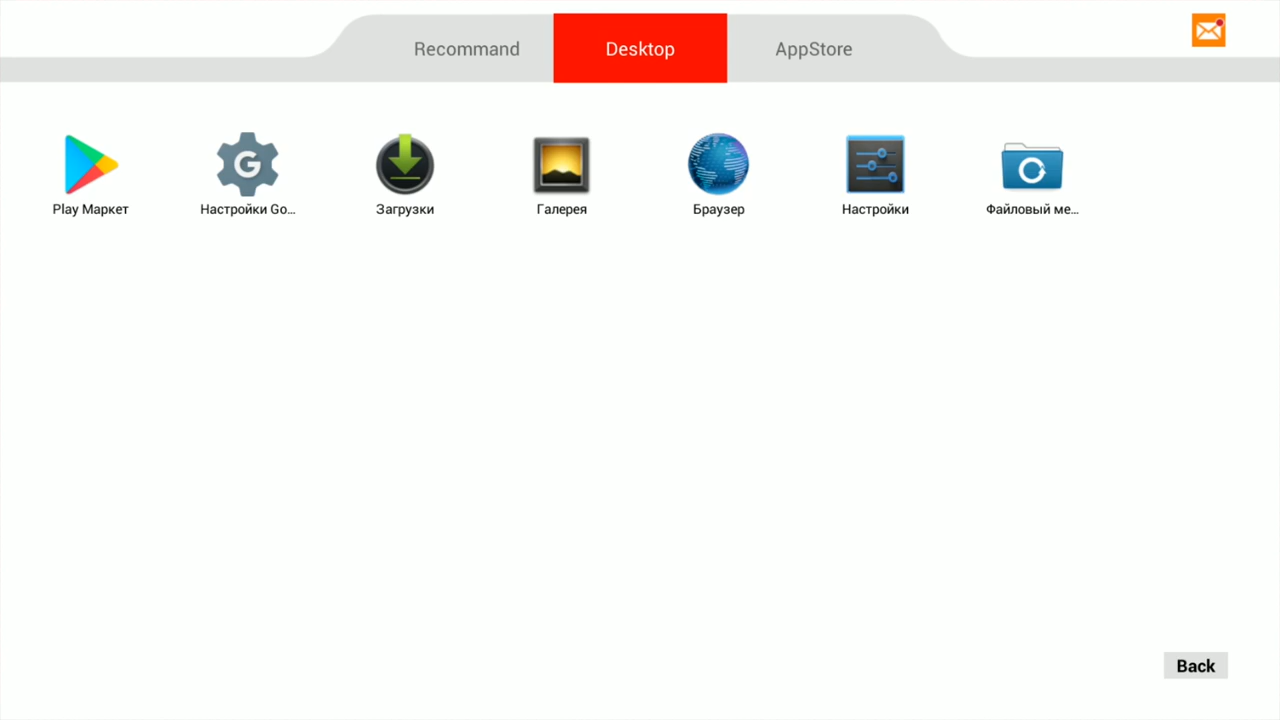 Recommand
Desktop
AppStore
Play Маркет
Настройки Go...
Загрузки
Галерея
Браузер
Настройки
Файловый ме...
Back